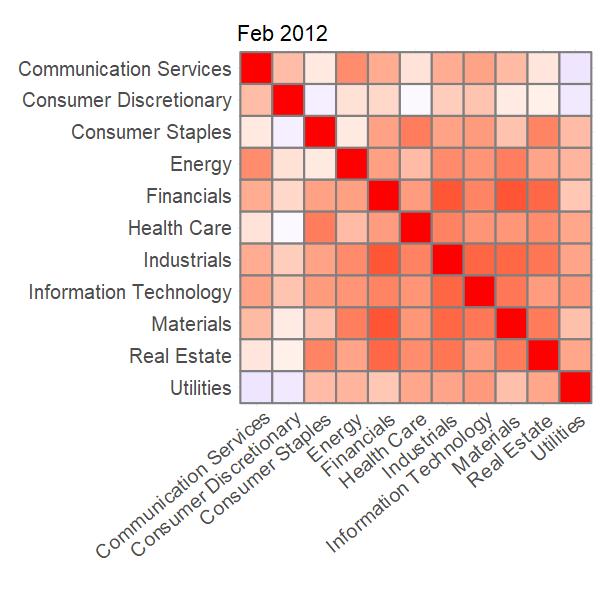 Feb 2012
Communication Services
Consumer Discretionary
Consumer Staples
Energy
Financials
Health Care
Industrials
Information Technology
Materials
Real Estate
Utilities
Communication Services
Consumer Discretionary
Consumer Staples
Energy
Financials
Health Care
Industrials
Information Technology
Materials
Real Estate
Utilities